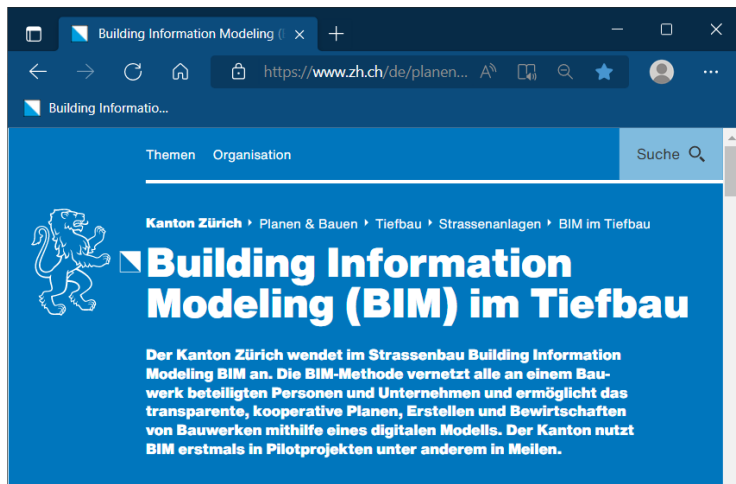 Building Information Modeling (
https://www.zh.ch/de/planen...
Building Informatio...
Themen Organisation Suche
Kanton Zürich › Planen & Bauen › Tiefbau › Strassenanlagen › BIM im Tiefbau
Building Information
Modeling (BIM) im Tiefbau
Der Kanton Zürich wendet im Strassenbau Building Information
Modeling BIM an. Die BIM-Methode vernetzt alle an einem Bau-
werk beteiligten Personen und Unternehmen und ermöglicht das
transparente, kooperative Planen, Erstellen und Bewirtschaften
von Bauwerken mithilfe eines digitalen Modells. Der Kanton nutzt
BIM erstmals in Pilotprojekten unter anderem in Meilen.